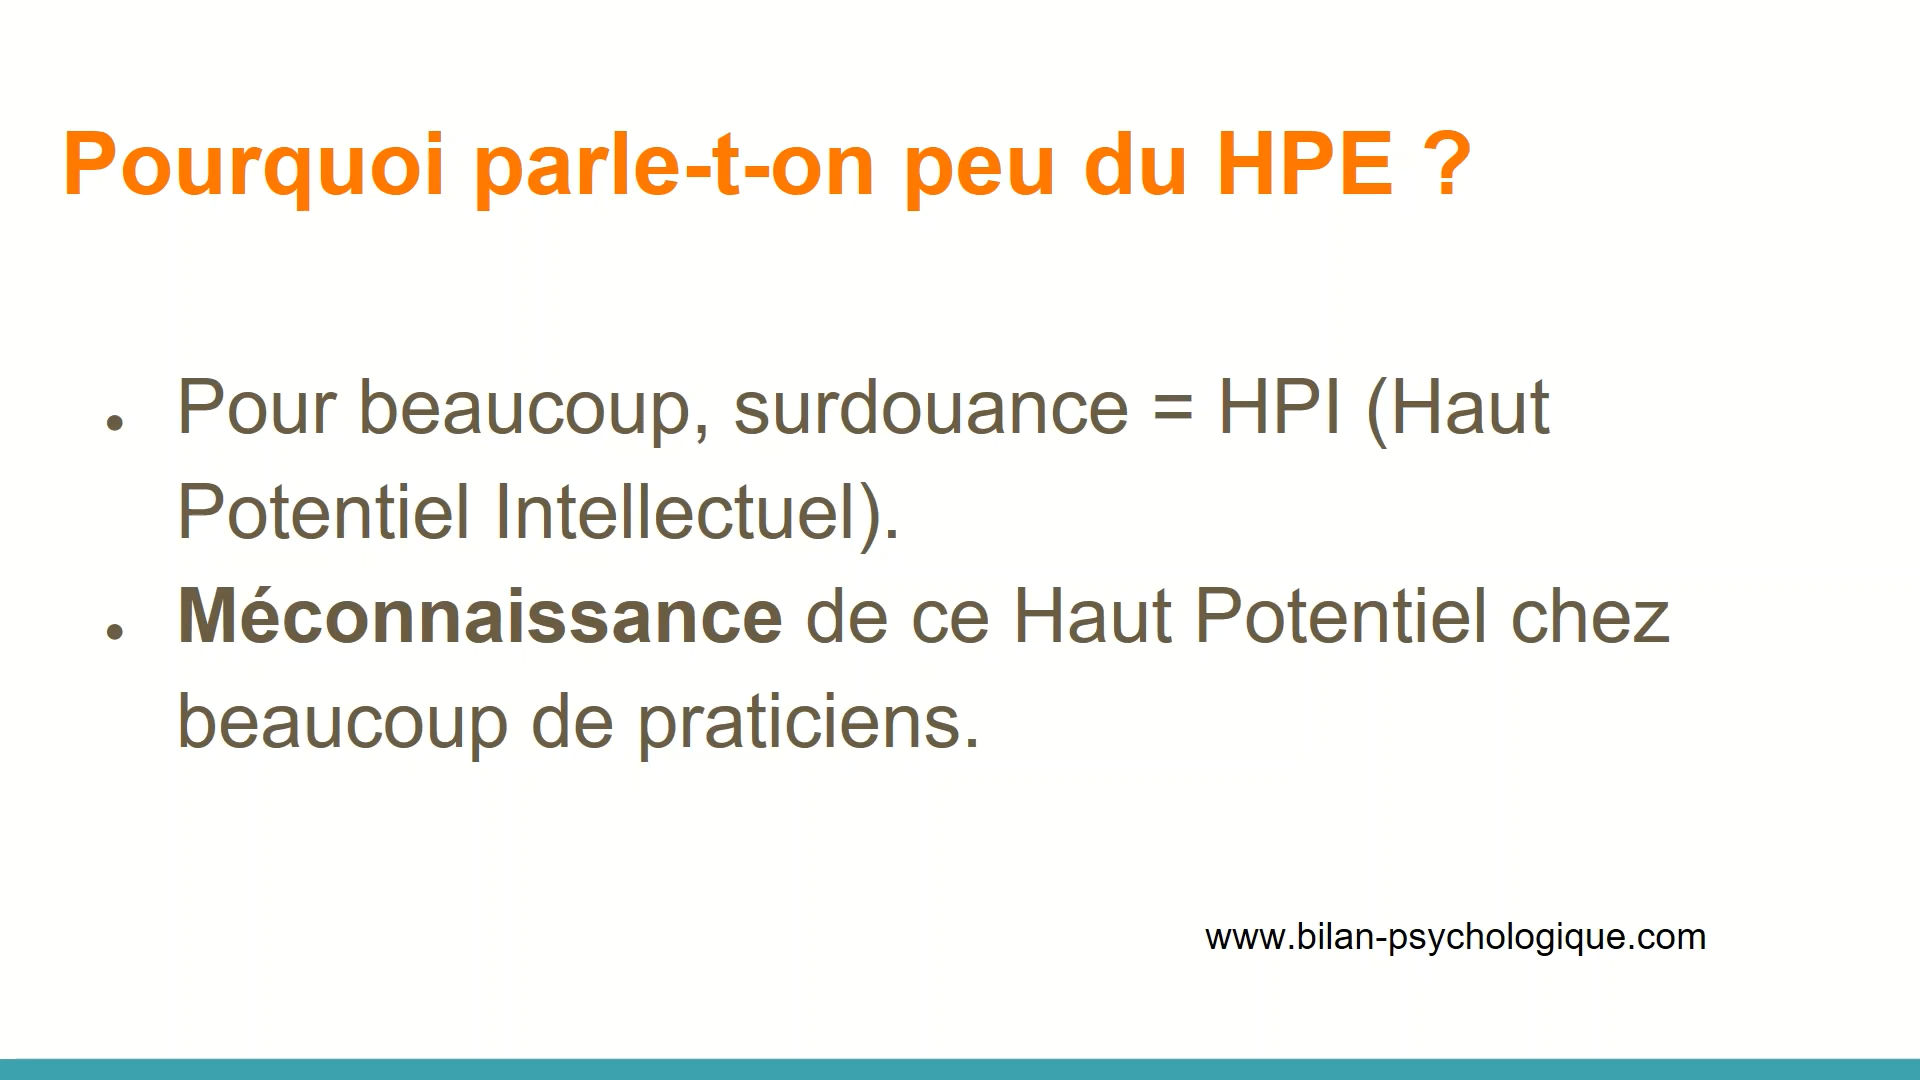 Pourquoi parle-t-on peu du HPE ?
• Pour beaucoup, surdouance = HPI (Haut
Potentiel Intellectuel).
• Méconnaissance de ce Haut Potentiel chez
beaucoup de praticiens.
www.bilan-psychologique.com